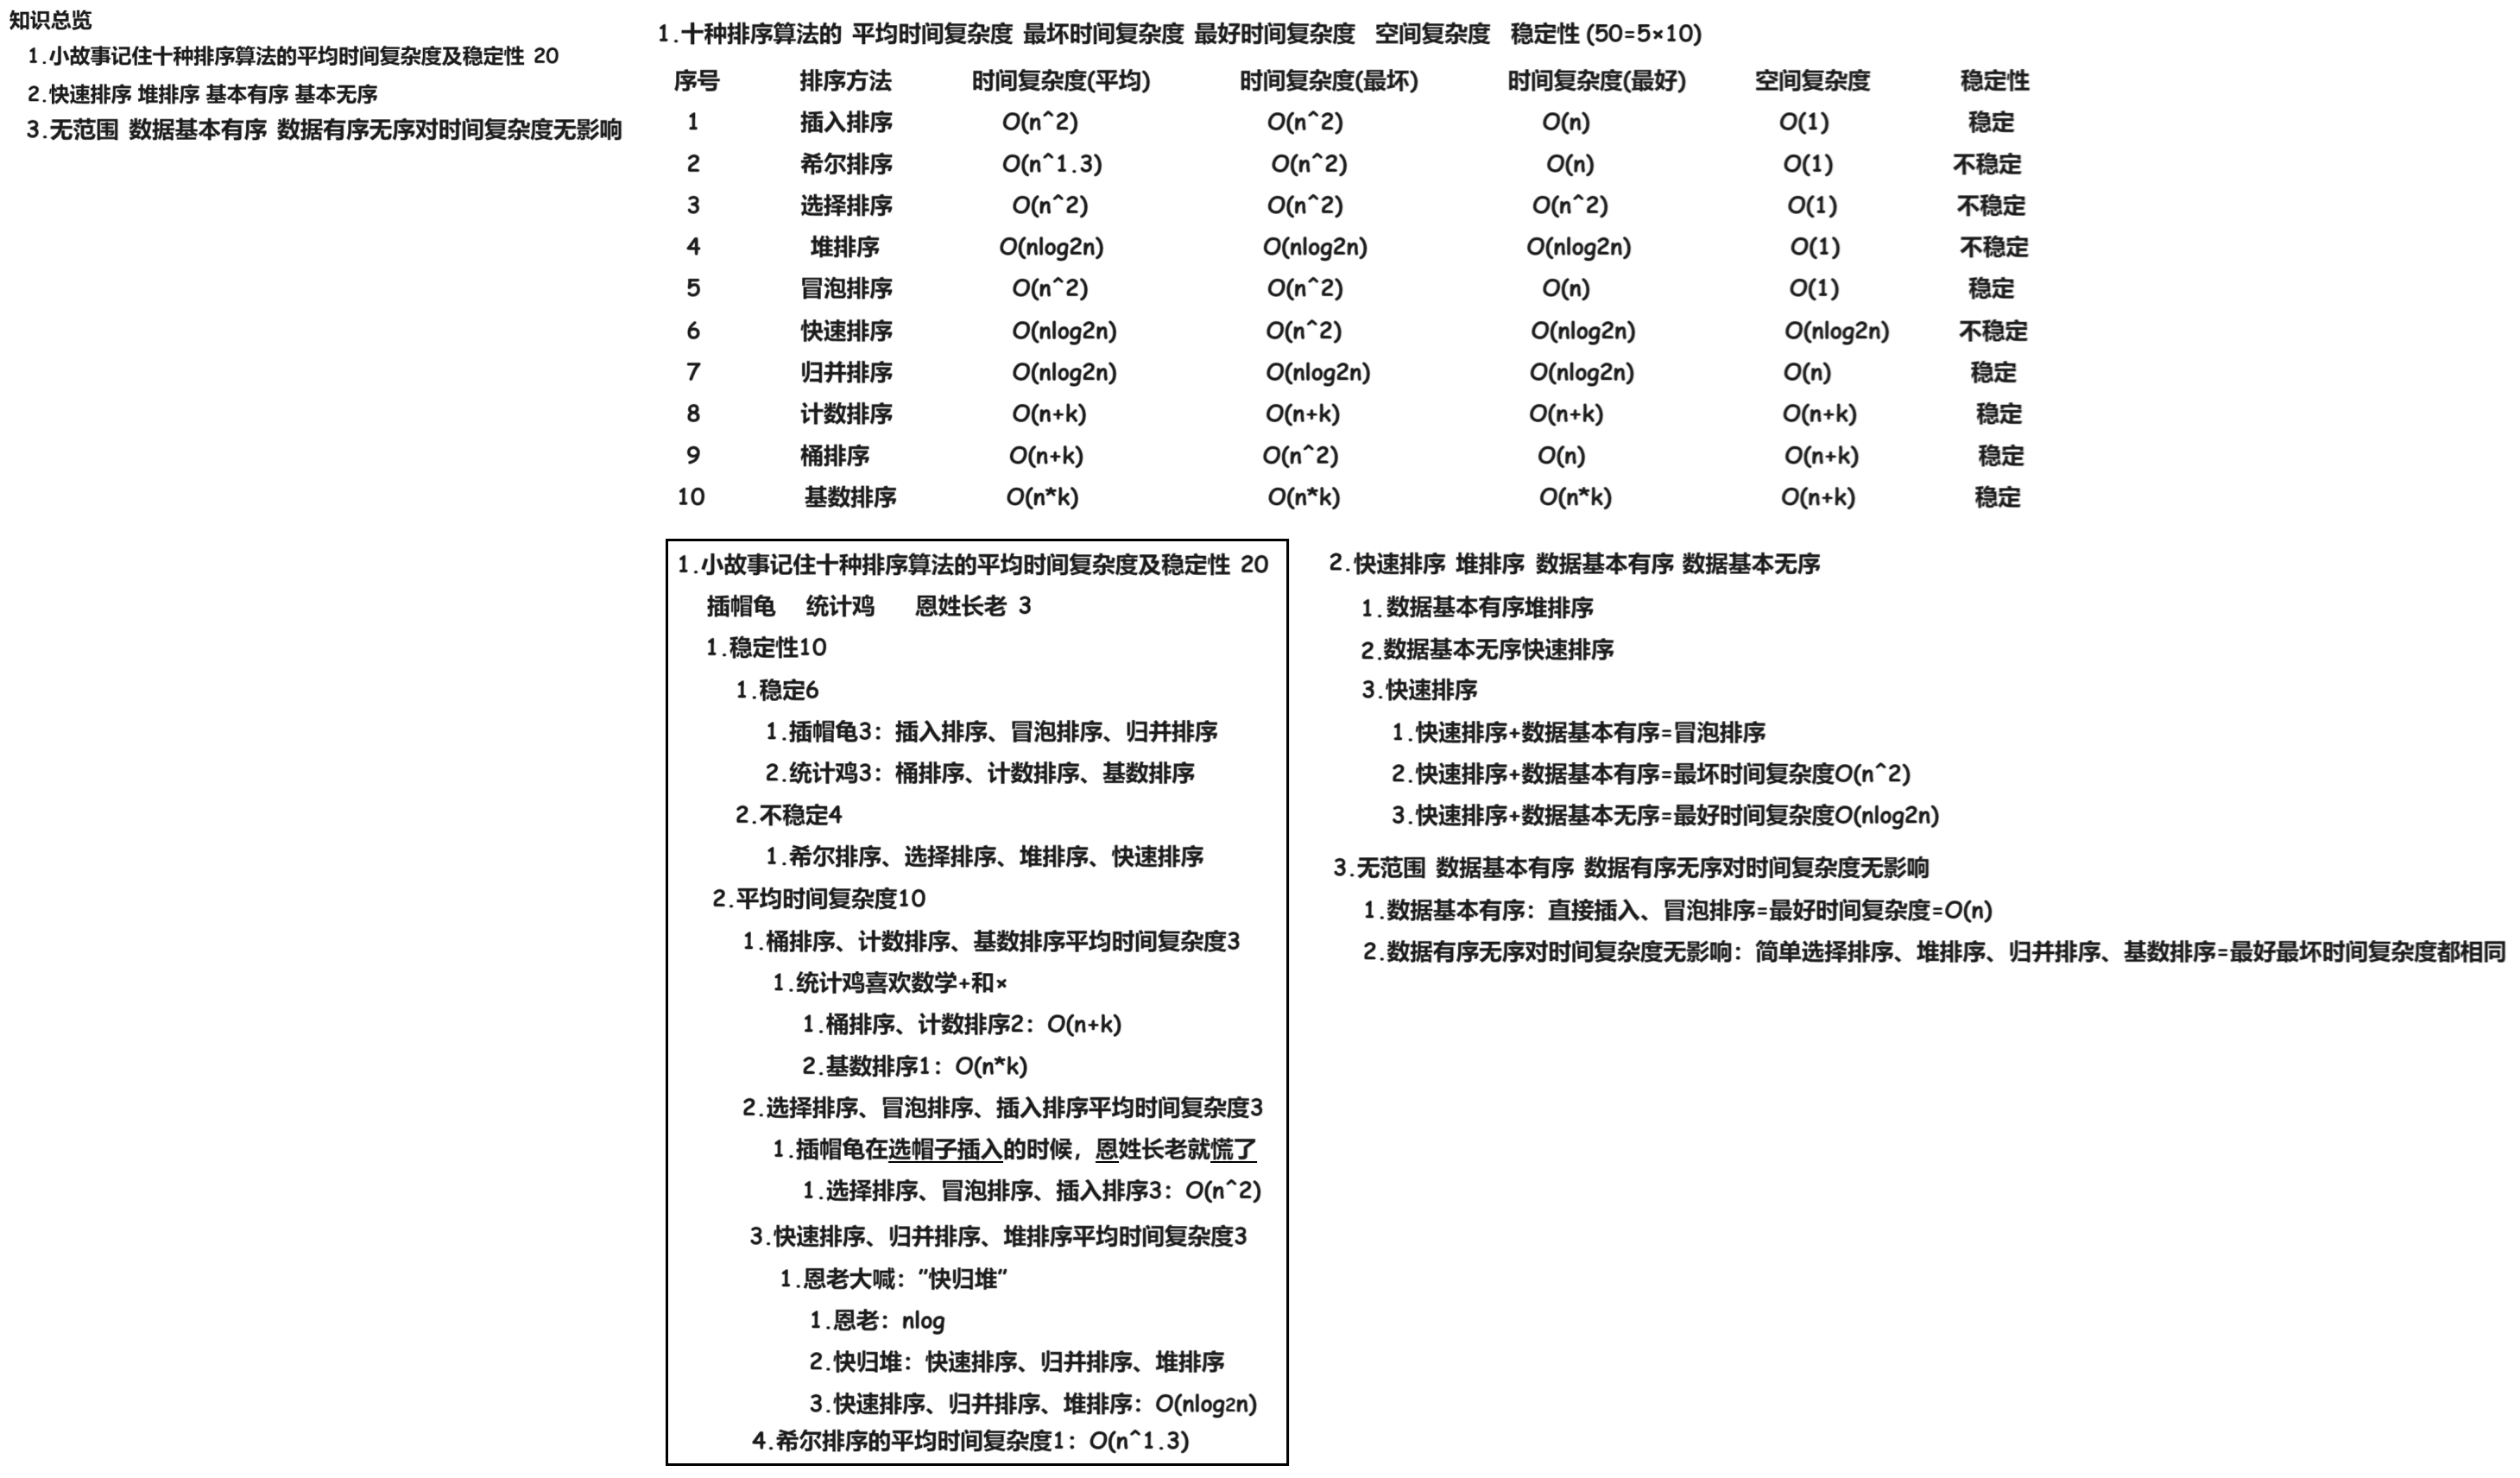 知识总览
1.小故事记住十种排序算法的平均时间复杂度及稳定性 20
2.快速排序 堆排序 基本有序 基本无序
3.无范围 数据基本有序 数据有序无序对时间复杂度无影响
1.十种排序算法的 平均时间复杂度 最坏时间复杂度 最好时间复杂度 空间复杂度 稳定性 (50=5×10)
序号 排序方法 时间复杂度(平均) 时间复杂度(最坏) 时间复杂度(最好) 空间复杂度 稳定性
1 插入排序 O(n^2) O(n^2) O(n) O(1) 稳定
2 希尔排序 O(n^1.3) O(n^2) O(n) O(1) 不稳定
3 选择排序 O(n^2) O(n^2) O(n^2) O(1) 不稳定
4 堆排序 O(nlog2n) O(nlog2n) O(nlog2n) O(1) 不稳定
5 冒泡排序 O(n^2) O(n^2) O(n) O(1) 稳定
6 快速排序 O(nlog2n) O(n^2) O(nlog2n) O(nlog2n) 不稳定
7 归并排序 O(nlog2n) O(nlog2n) O(nlog2n) O(n) 稳定
8 计数排序 O(n+k) O(n+k) O(n+k) O(n+k) 稳定
9 桶排序 O(n+k) O(n^2) O(n) O(n+k) 稳定
10 基数排序 O(n*k) O(n*k) O(n*k) O(n+k) 稳定
1.小故事记住十种排序算法的平均时间复杂度及稳定性 20
插帽龟 统计鸡 恩姓长老 3
1.稳定性10
1.稳定6
1.插帽龟3：插入排序、冒泡排序、归并排序
2.统计鸡3：桶排序、计数排序、基数排序
2.不稳定4
1.希尔排序、选择排序、堆排序、快速排序
2.平均时间复杂度10
1.桶排序、计数排序、基数排序平均时间复杂度3
1.统计鸡喜欢数学+和×
1.桶排序、计数排序2：O(n+k)
2.基数排序1：O(n*k)
2.选择排序、冒泡排序、插入排序平均时间复杂度3
1.插帽龟在选帽子插入的时候，恩姓长老就慌了
1.选择排序、冒泡排序、插入排序3：O(n^2)
3.快速排序、归并排序、堆排序平均时间复杂度3
1.恩老大喊："快归堆"
1.恩老：nlog
2.快归堆：快速排序、归并排序、堆排序
3.快速排序、归并排序、堆排序：O(nlog2n)
4.希尔排序的平均时间复杂度1：O(n^1.3)
2.快速排序 堆排序 数据基本有序 数据基本无序
1.数据基本有序堆排序
2.数据基本无序快速排序
3.快速排序
1.快速排序+数据基本有序=冒泡排序
2.快速排序+数据基本有序=最坏时间复杂度O(n^2)
3.快速排序+数据基本无序=最好时间复杂度O(nlog2n)
3.无范围 数据基本有序 数据有序无序对时间复杂度无影响
1.数据基本有序：直接插入、冒泡排序=最好时间复杂度=O(n)
2.数据有序无序对时间复杂度无影响：简单选择排序、堆排序、归并排序、基数排序=最好最坏时间复杂度都相同